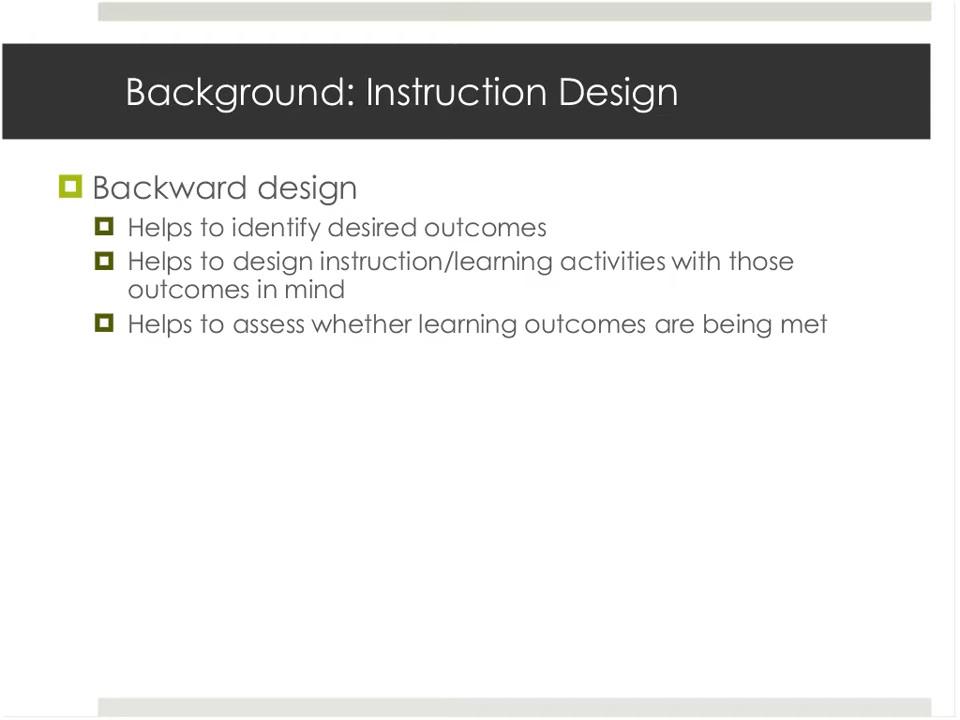 Background: Instruction Design
Backward design
Helps to identify desired outcomes
Helps to design instruction/learning activities with those
outcomes in mind
Helps to assess whether learning outcomes are being met